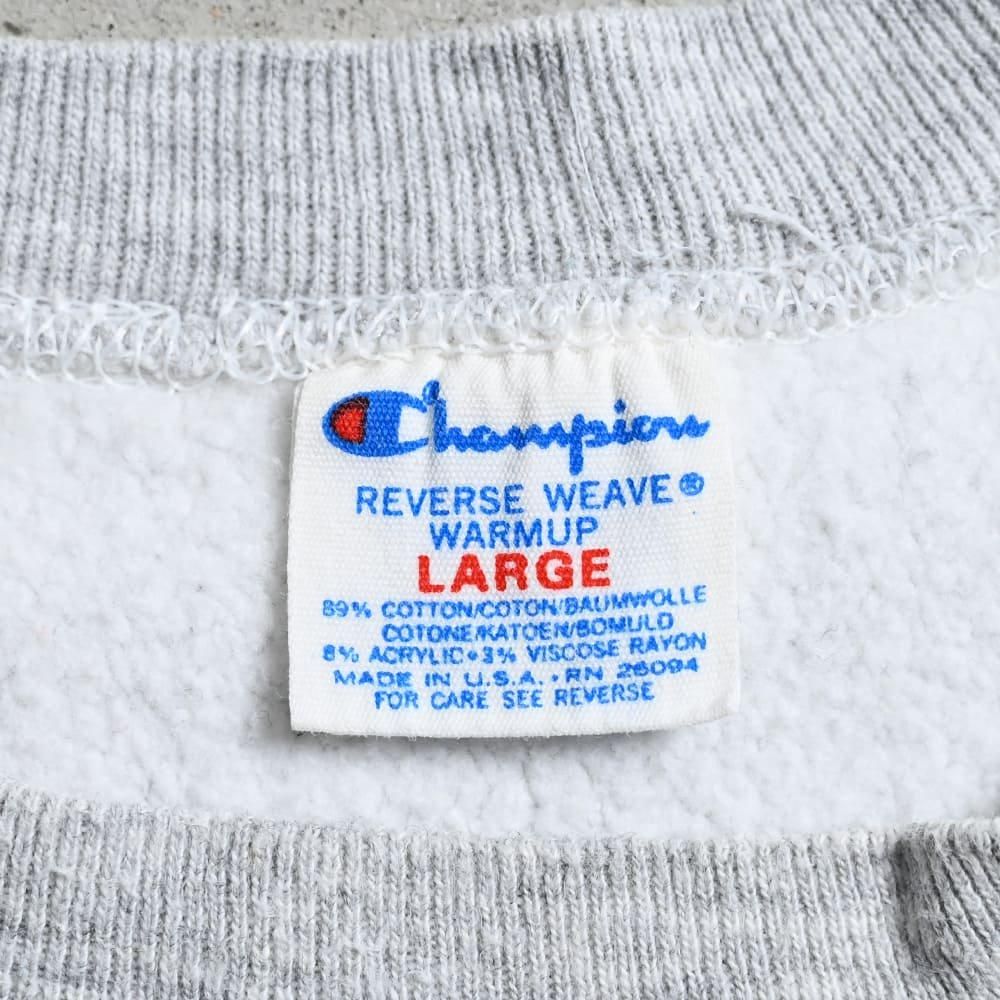 Champion
REVERSE WEAVE®
WARMUP
LARGE
89% COTTON/COTON/BAUMWOLLE
COTONE/KATOEN/BOMULD
8% ACRYLIC•3% VISCOSE RAYON
MADE IN U.S.A.•RN 26094
FOR CARE SEE REVERSE